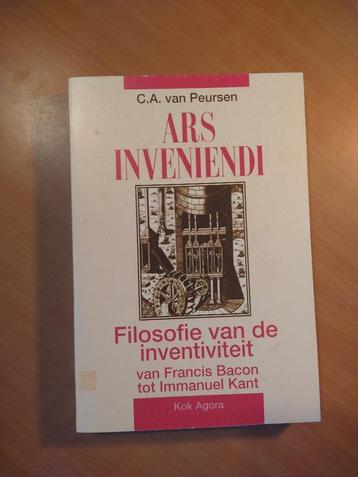 C.A. van Peursen
ARS
INVENIENDI
Filosofie van de
inventiviteit
van Francis Bacon
tot Immanuel Kant
Kok Agora